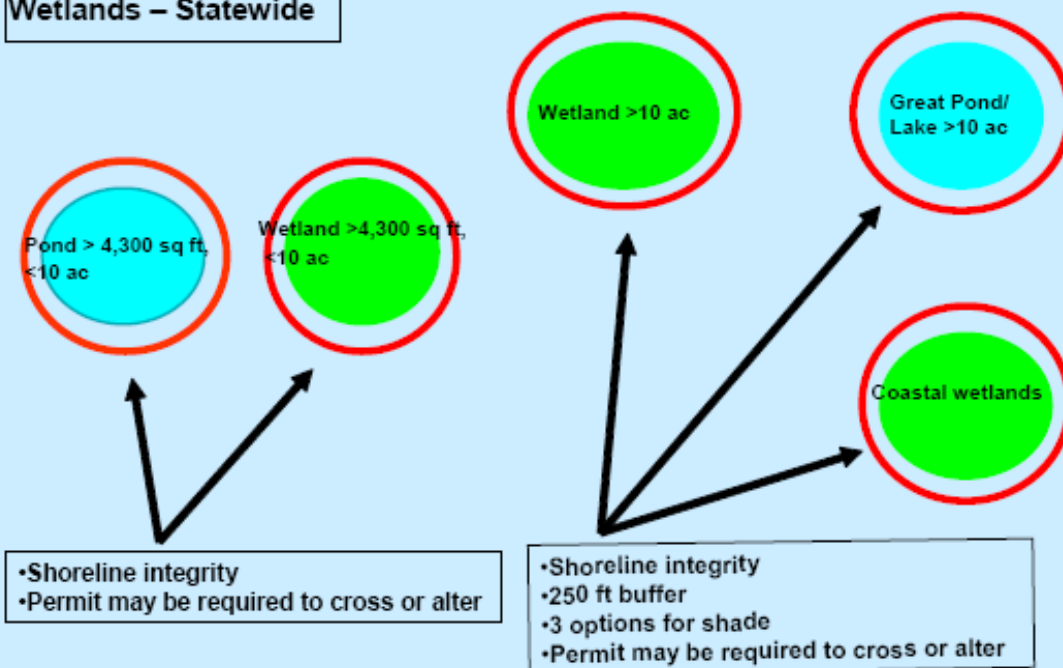 Wetlands – Statewide
Wetland >10 ac
Great Pond/
Lake >10 ac
Pond > 4,300 sq ft,
<10 ac
Wetland >4,300 sq ft,
<10 ac
Coastal wetlands
•Shoreline integrity
•Permit may be required to cross or alter
•Shoreline integrity
•250 ft buffer
•3 options for shade
•Permit may be required to cross or alter